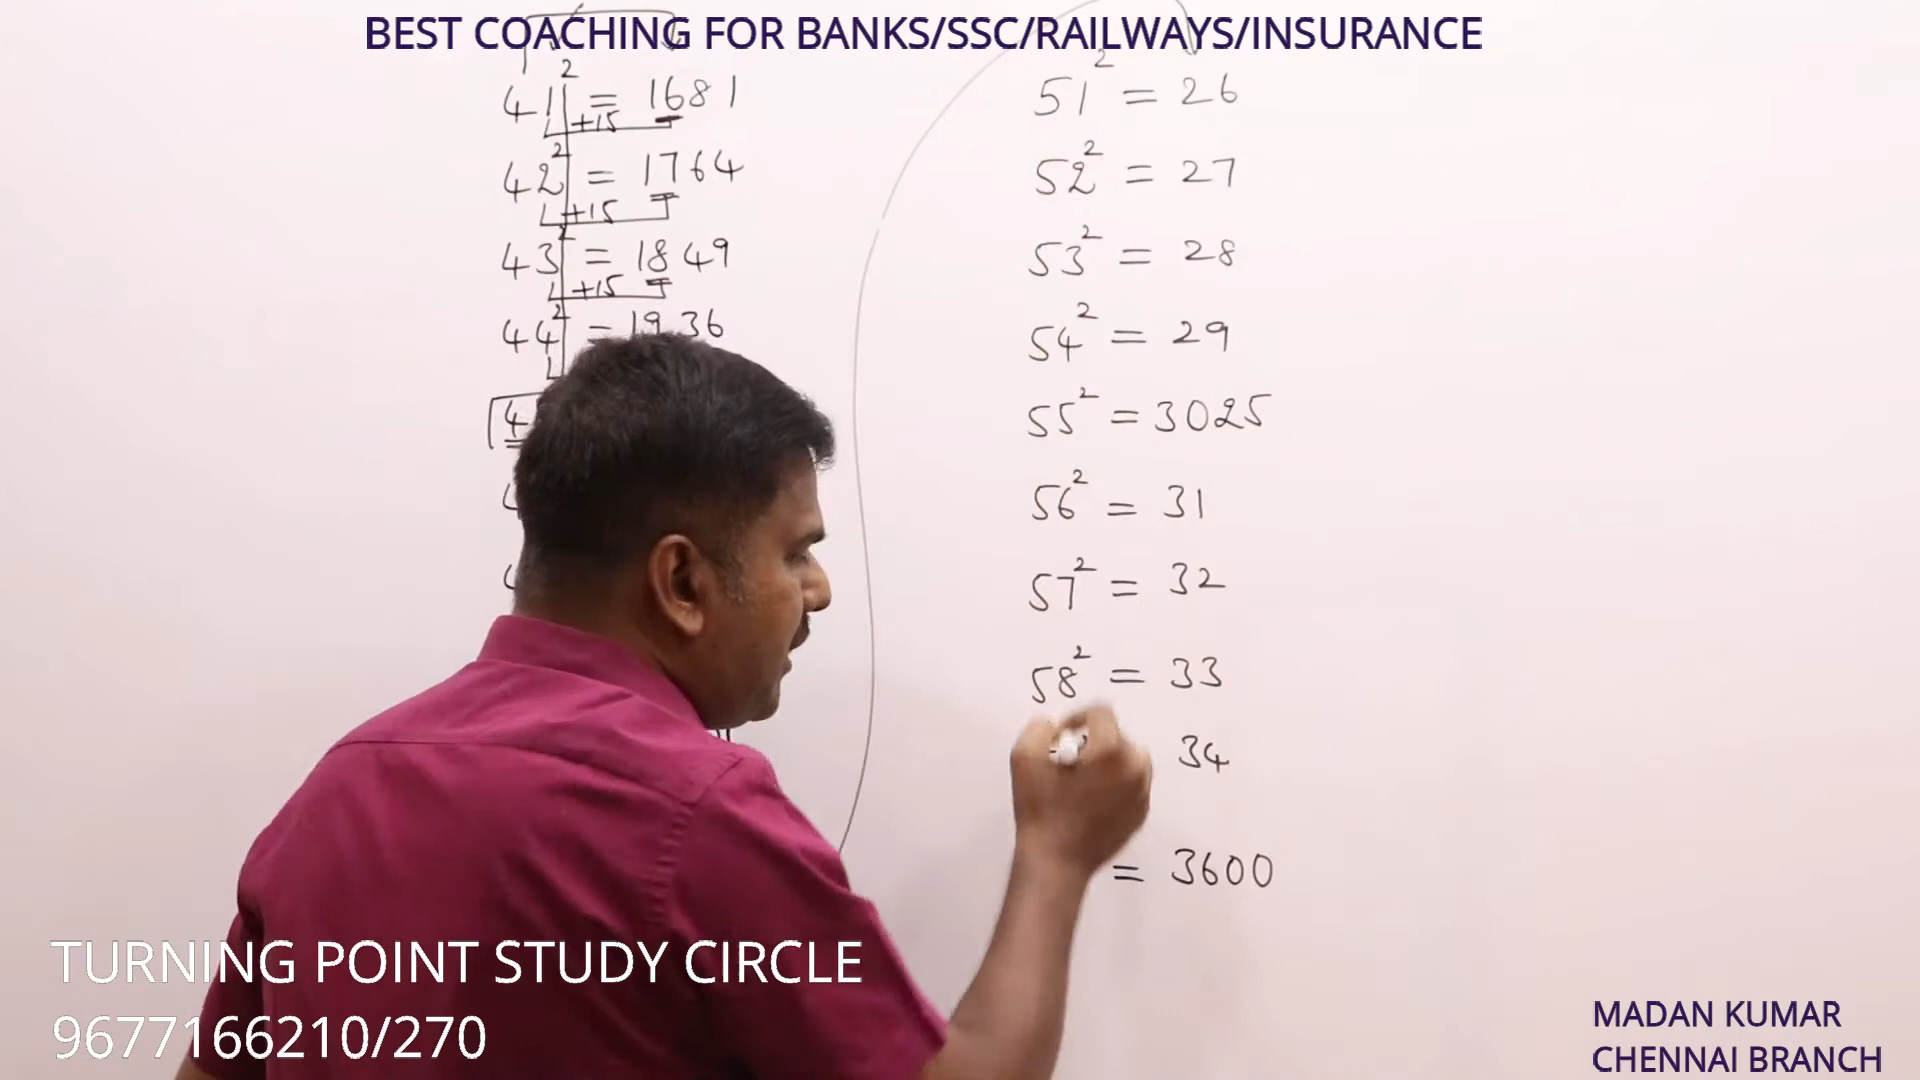 BEST COACHING FOR BANKS/SSC/RAILWAYS/INSURANCE
41² = 1681
+15
42² = 1764
+15
43² = 1849
+15
44² = 1936
4
51² = 26
52² = 27
53² = 28
54² = 29
55² = 3025
56² = 31
57² = 32
58² = 33
34
= 3600
TURNING POINT STUDY CIRCLE
9677166210/270
MADAN KUMAR
CHENNAI BRANCH